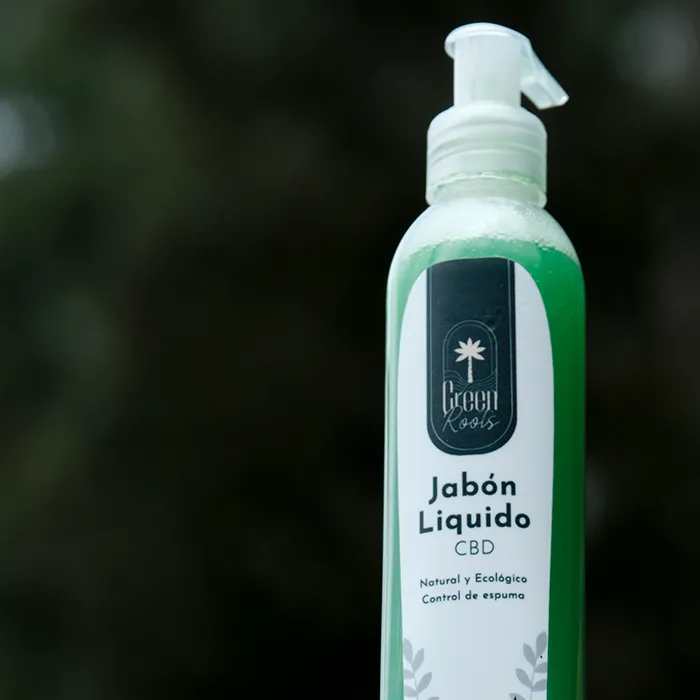 Green
Roots
Jabón
Liquido
CBD
Natural y Ecológico
Control de espuma